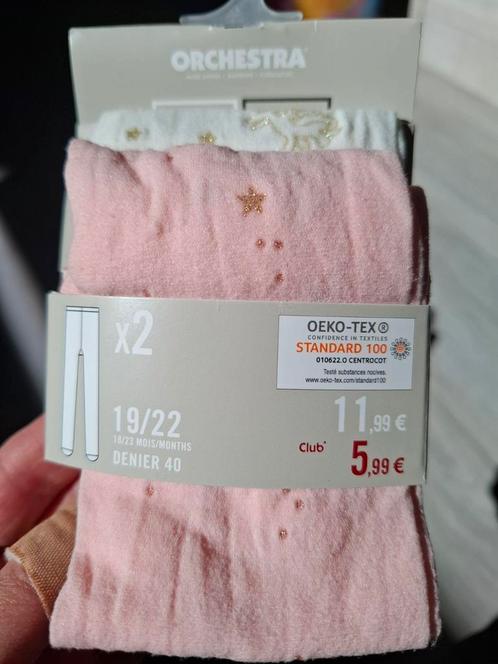 ORCHESTRA
x2
19/22
18/23 MOIS/MONTHS
DENIER 40
OEKO-TEX®
CONFIDENCE IN TEXTILES
STANDARD 100
010622.O CENTROCOT
Testé substances nocives.
www.oeko-tex.com/standard100
11,99 €
Club* 5,99 €